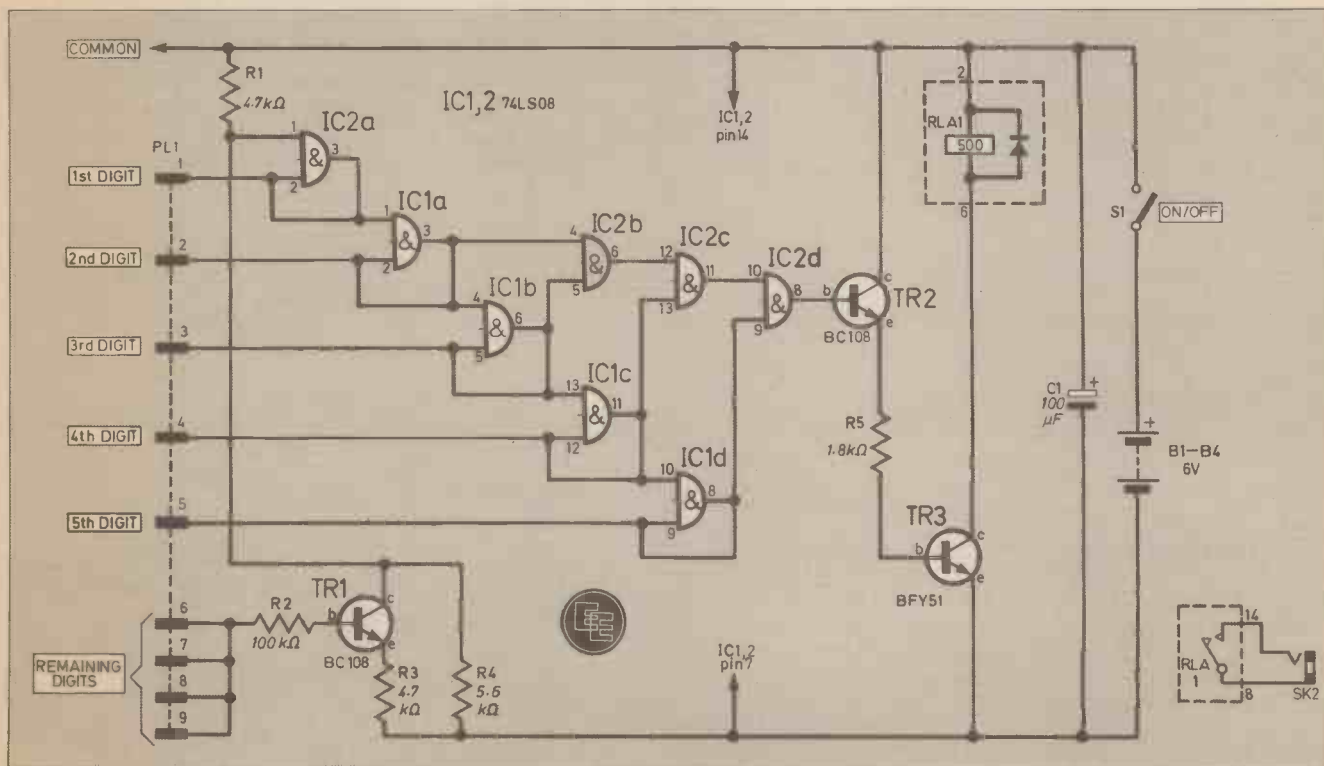 COMMON
R1
4.7kΩ
IC1,2 74LS08
IC1,2
pin14
2
RLA1
500
6
IC2a
1
2
3
&
PL1
1
1st DIGIT
IC1a
1
2
3
&
2
2nd DIGIT
IC2b
4
5
6
&
IC2c
12
13
11
&
IC2d
10
9
8
&
b
c
e
TR2
BC108
S1
ON/OFF
IC1b
4
5
6
&
3
3rd DIGIT
IC1c
13
12
11
&
4
4th DIGIT
R5
1.8kΩ
C1
100
µF
+
+
B1–B4
6V
IC1d
10
9
8
&
5
5th DIGIT
TR3
b
c
e
BFY51
TR1
b
c
e
BC108
R2
100kΩ
6
7
8
9
REMAINING
DIGITS
R3
4.7
kΩ
R4
5.6
kΩ
EE
IC1,2
pin7
14
RLA
1
8
SK2